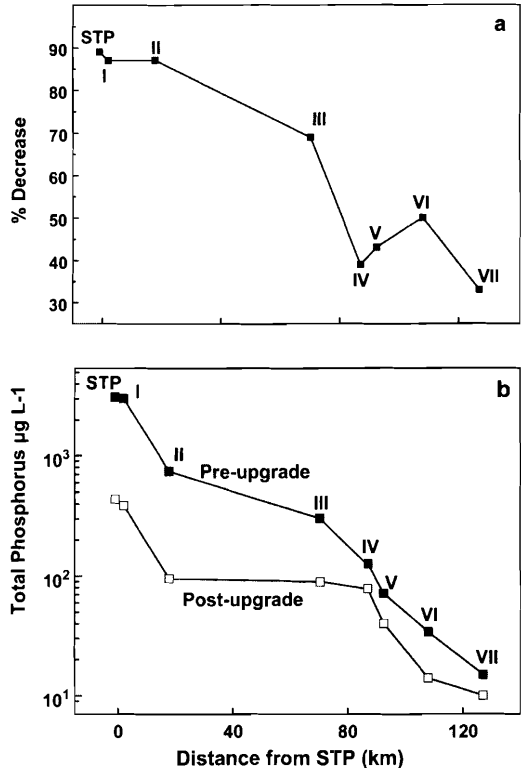 a
STP
I
II
III
IV
V
VI
VII
90
80
70
60
50
40
30
% Decrease
b
STP
I
II
Pre-upgrade
III
IV
V
VI
VII
Post-upgrade
10³
10²
10¹
Total Phosphorus µg L-1
0 40 80 120
Distance from STP (km)